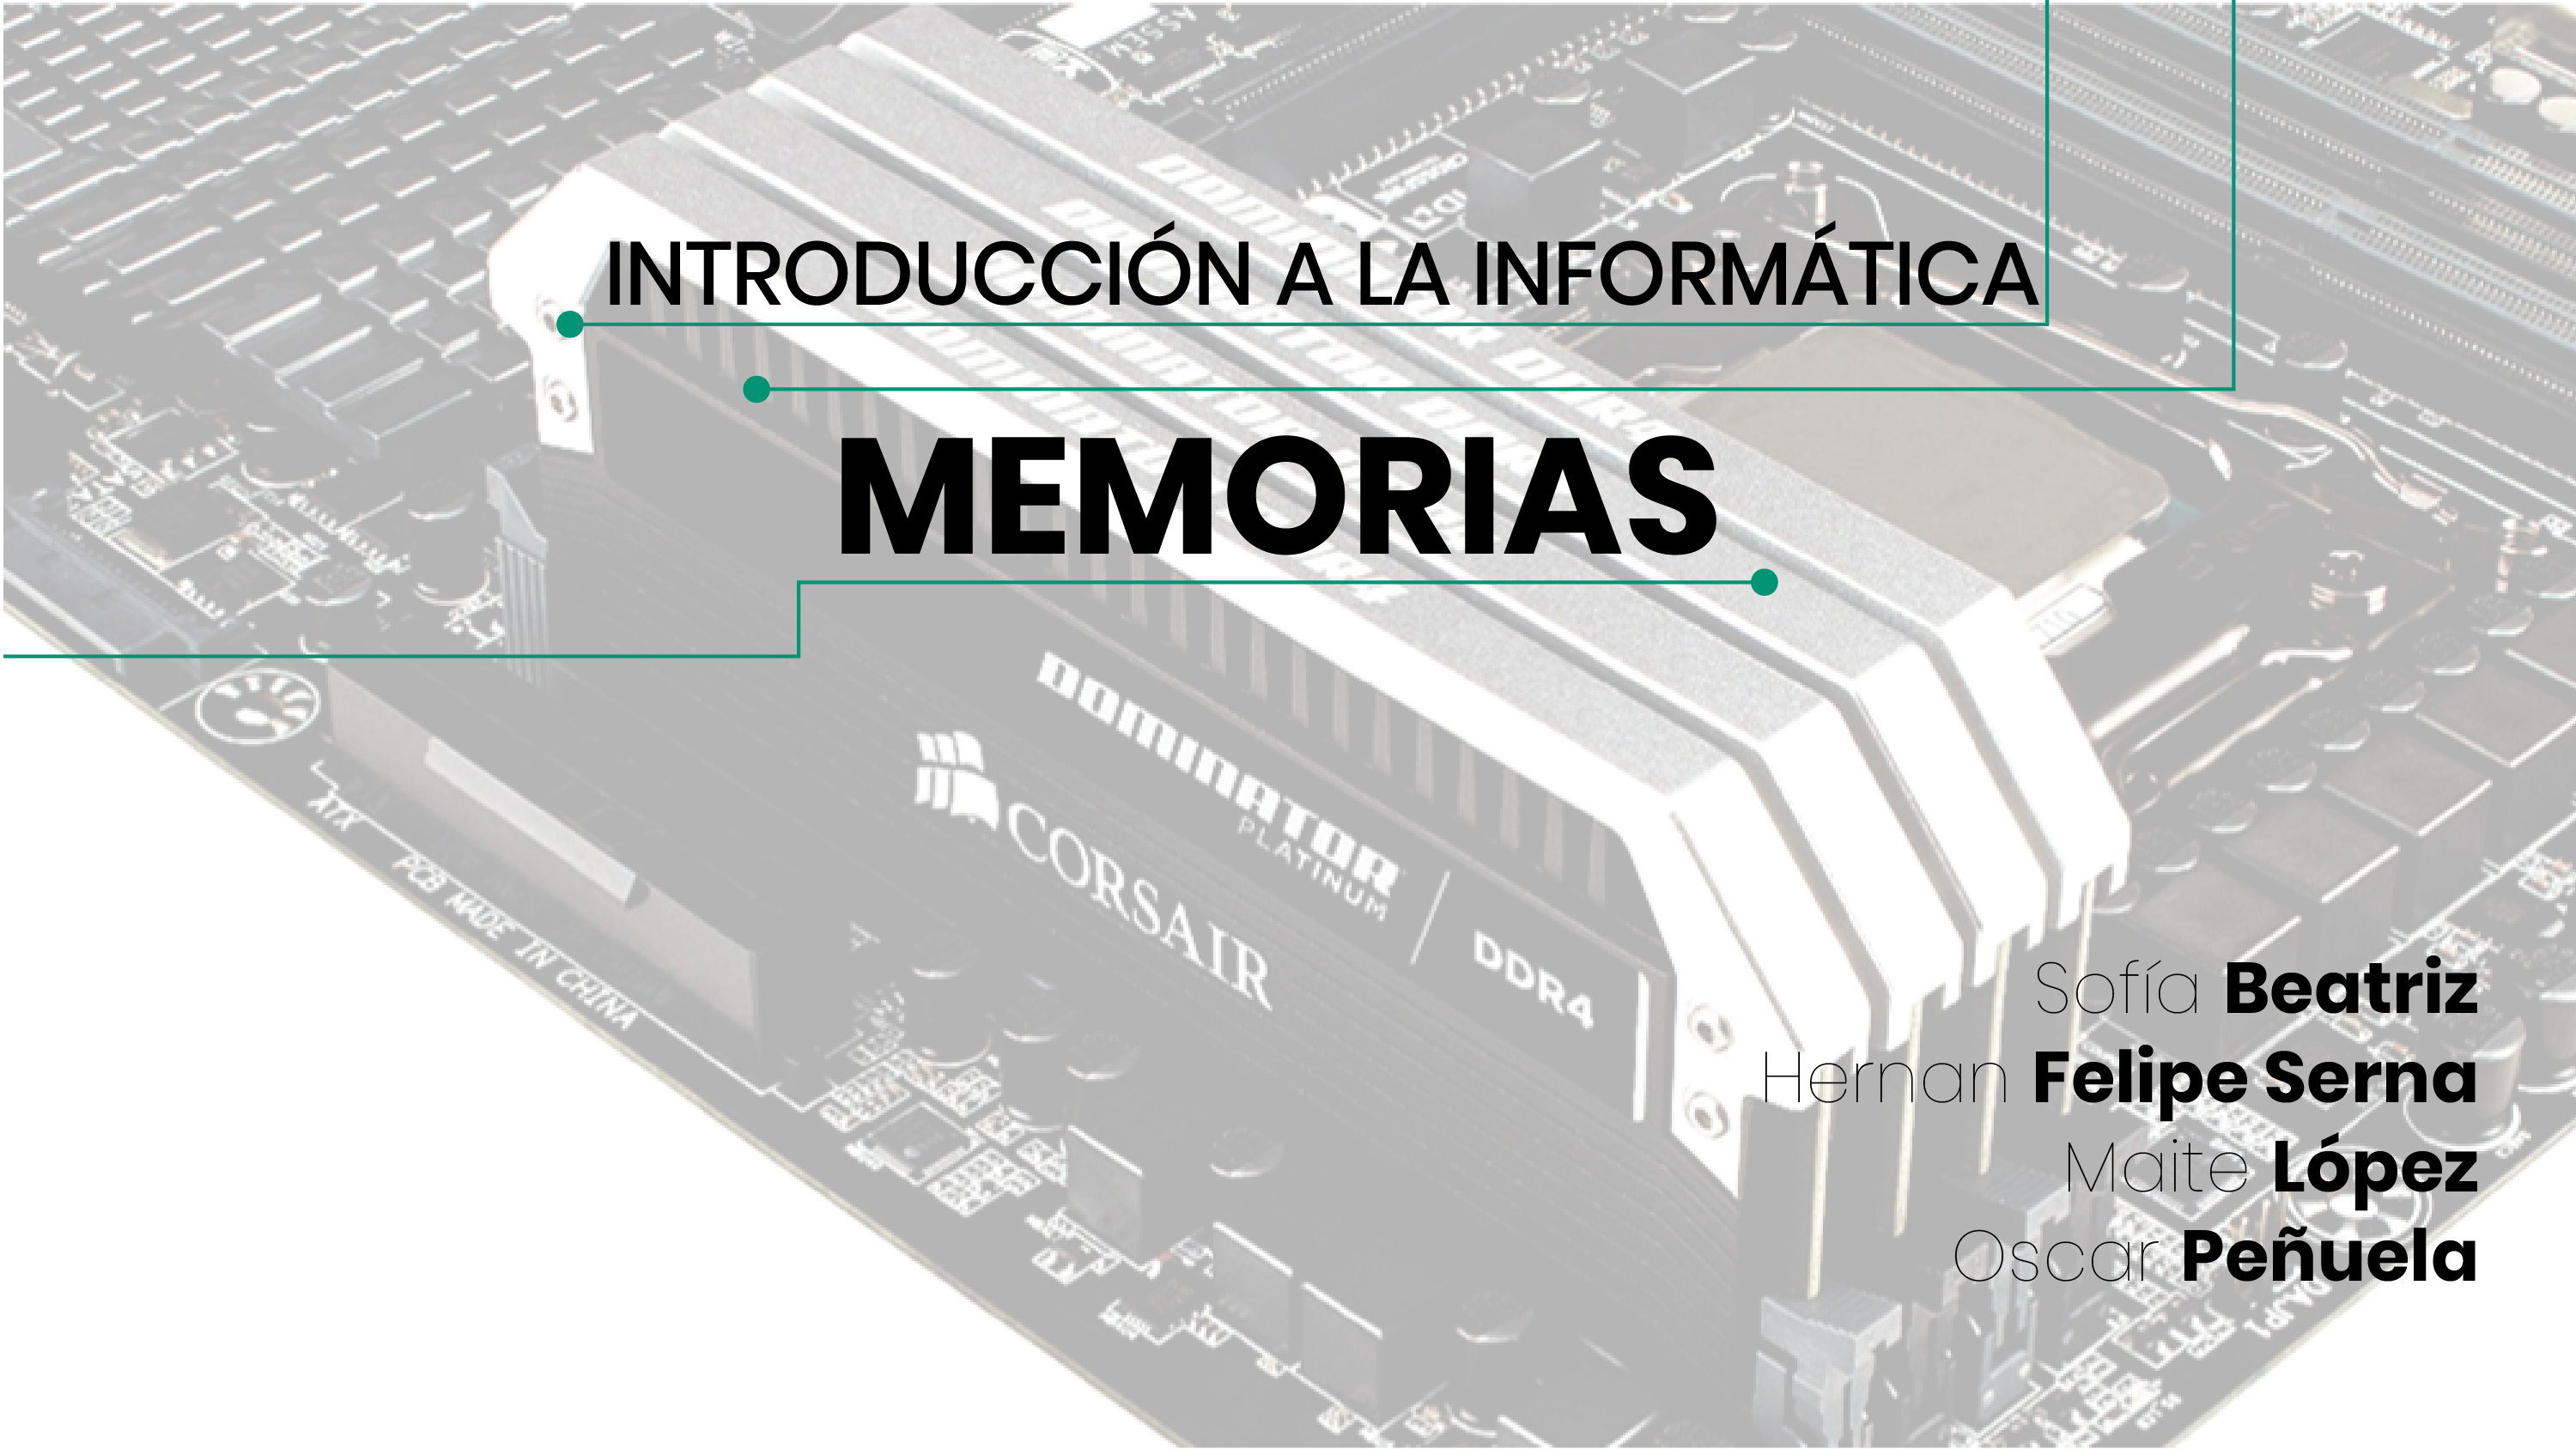 INTRODUCCIÓN A LA INFORMÁTICA
MEMORIAS
DOMINATOR
PLATINUM
CORSAIR
DDR4
ATX
PCB MADE IN CHINA
Sofía Beatriz
Hernan Felipe Serna
Maite López
Oscar Peñuela